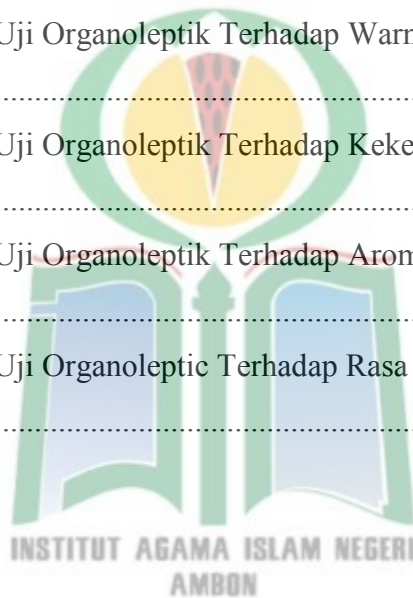 Uji Organoleptik Terhadap Warn
........................................................
Uji Organoleptik Terhadap Keke
........................................................
Uji Organoleptik Terhadap Arom
........................................................
Uji Organoleptic Terhadap Rasa
........................................................
INSTITUT AGAMA ISLAM NEGERI
AMBON